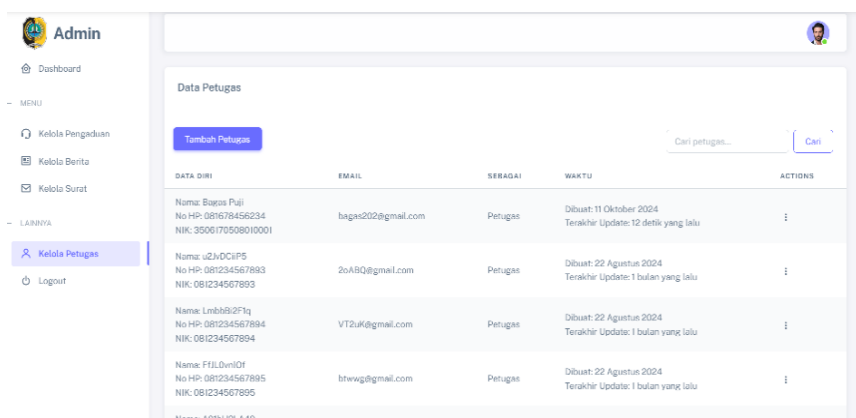 Admin
Dashboard
MENU
Kelola Pengaduan
Kelola Berita
Kelola Surat
LAINNYA
Kelola Petugas
Logout
Data Petugas
Tambah Petugas
Cari petugas...
Cari
DATA DIRI EMAIL SEBAGAI WAKTU ACTIONS
Nama: Bagas Puji
No HP: 081678456234
NIK: 3506170508010001
bagas202@gmail.com
Petugas
Dibuat: 11 Oktober 2024
Terakhir Update: 12 detik yang lalu
Nama: u2JvDCiiP5
No HP: 081234567893
NIK: 081234567893
2oABQ@gmail.com
Petugas
Dibuat: 22 Agustus 2024
Terakhir Update: 1 bulan yang lalu
Nama: LmbbBi2F1q
No HP: 081234567894
NIK: 081234567894
VT2uK@gmail.com
Petugas
Dibuat: 22 Agustus 2024
Terakhir Update: 1 bulan yang lalu
Nama:
No HP: 081234567895
NIK: 081234567895
btwwg@gmail.com
Petugas
Dibuat: 22 Agustus 2024
Terakhir Update: 1 bulan yang lalu